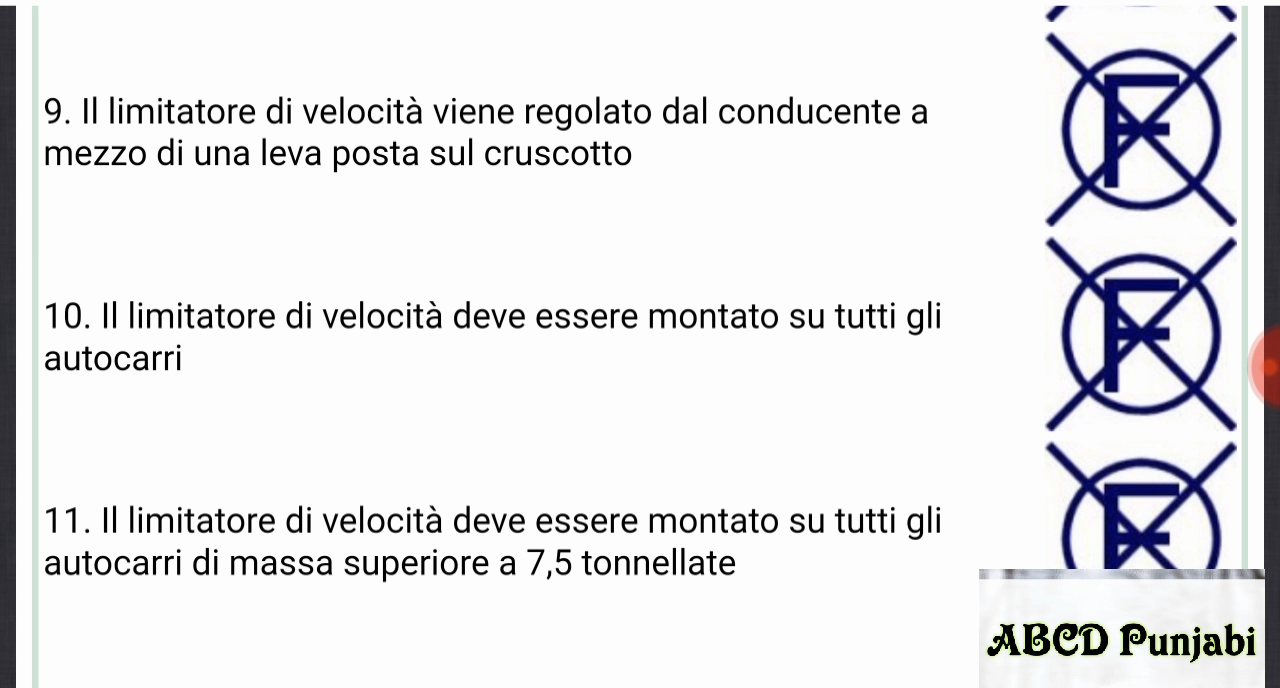 9. Il limitatore di velocità viene regolato dal conducente a
mezzo di una leva posta sul cruscotto
F
10. Il limitatore di velocità deve essere montato su tutti gli
autocarri
F
11. Il limitatore di velocità deve essere montato su tutti gli
autocarri di massa superiore a 7,5 tonnellate
F
ABCD Punjabi